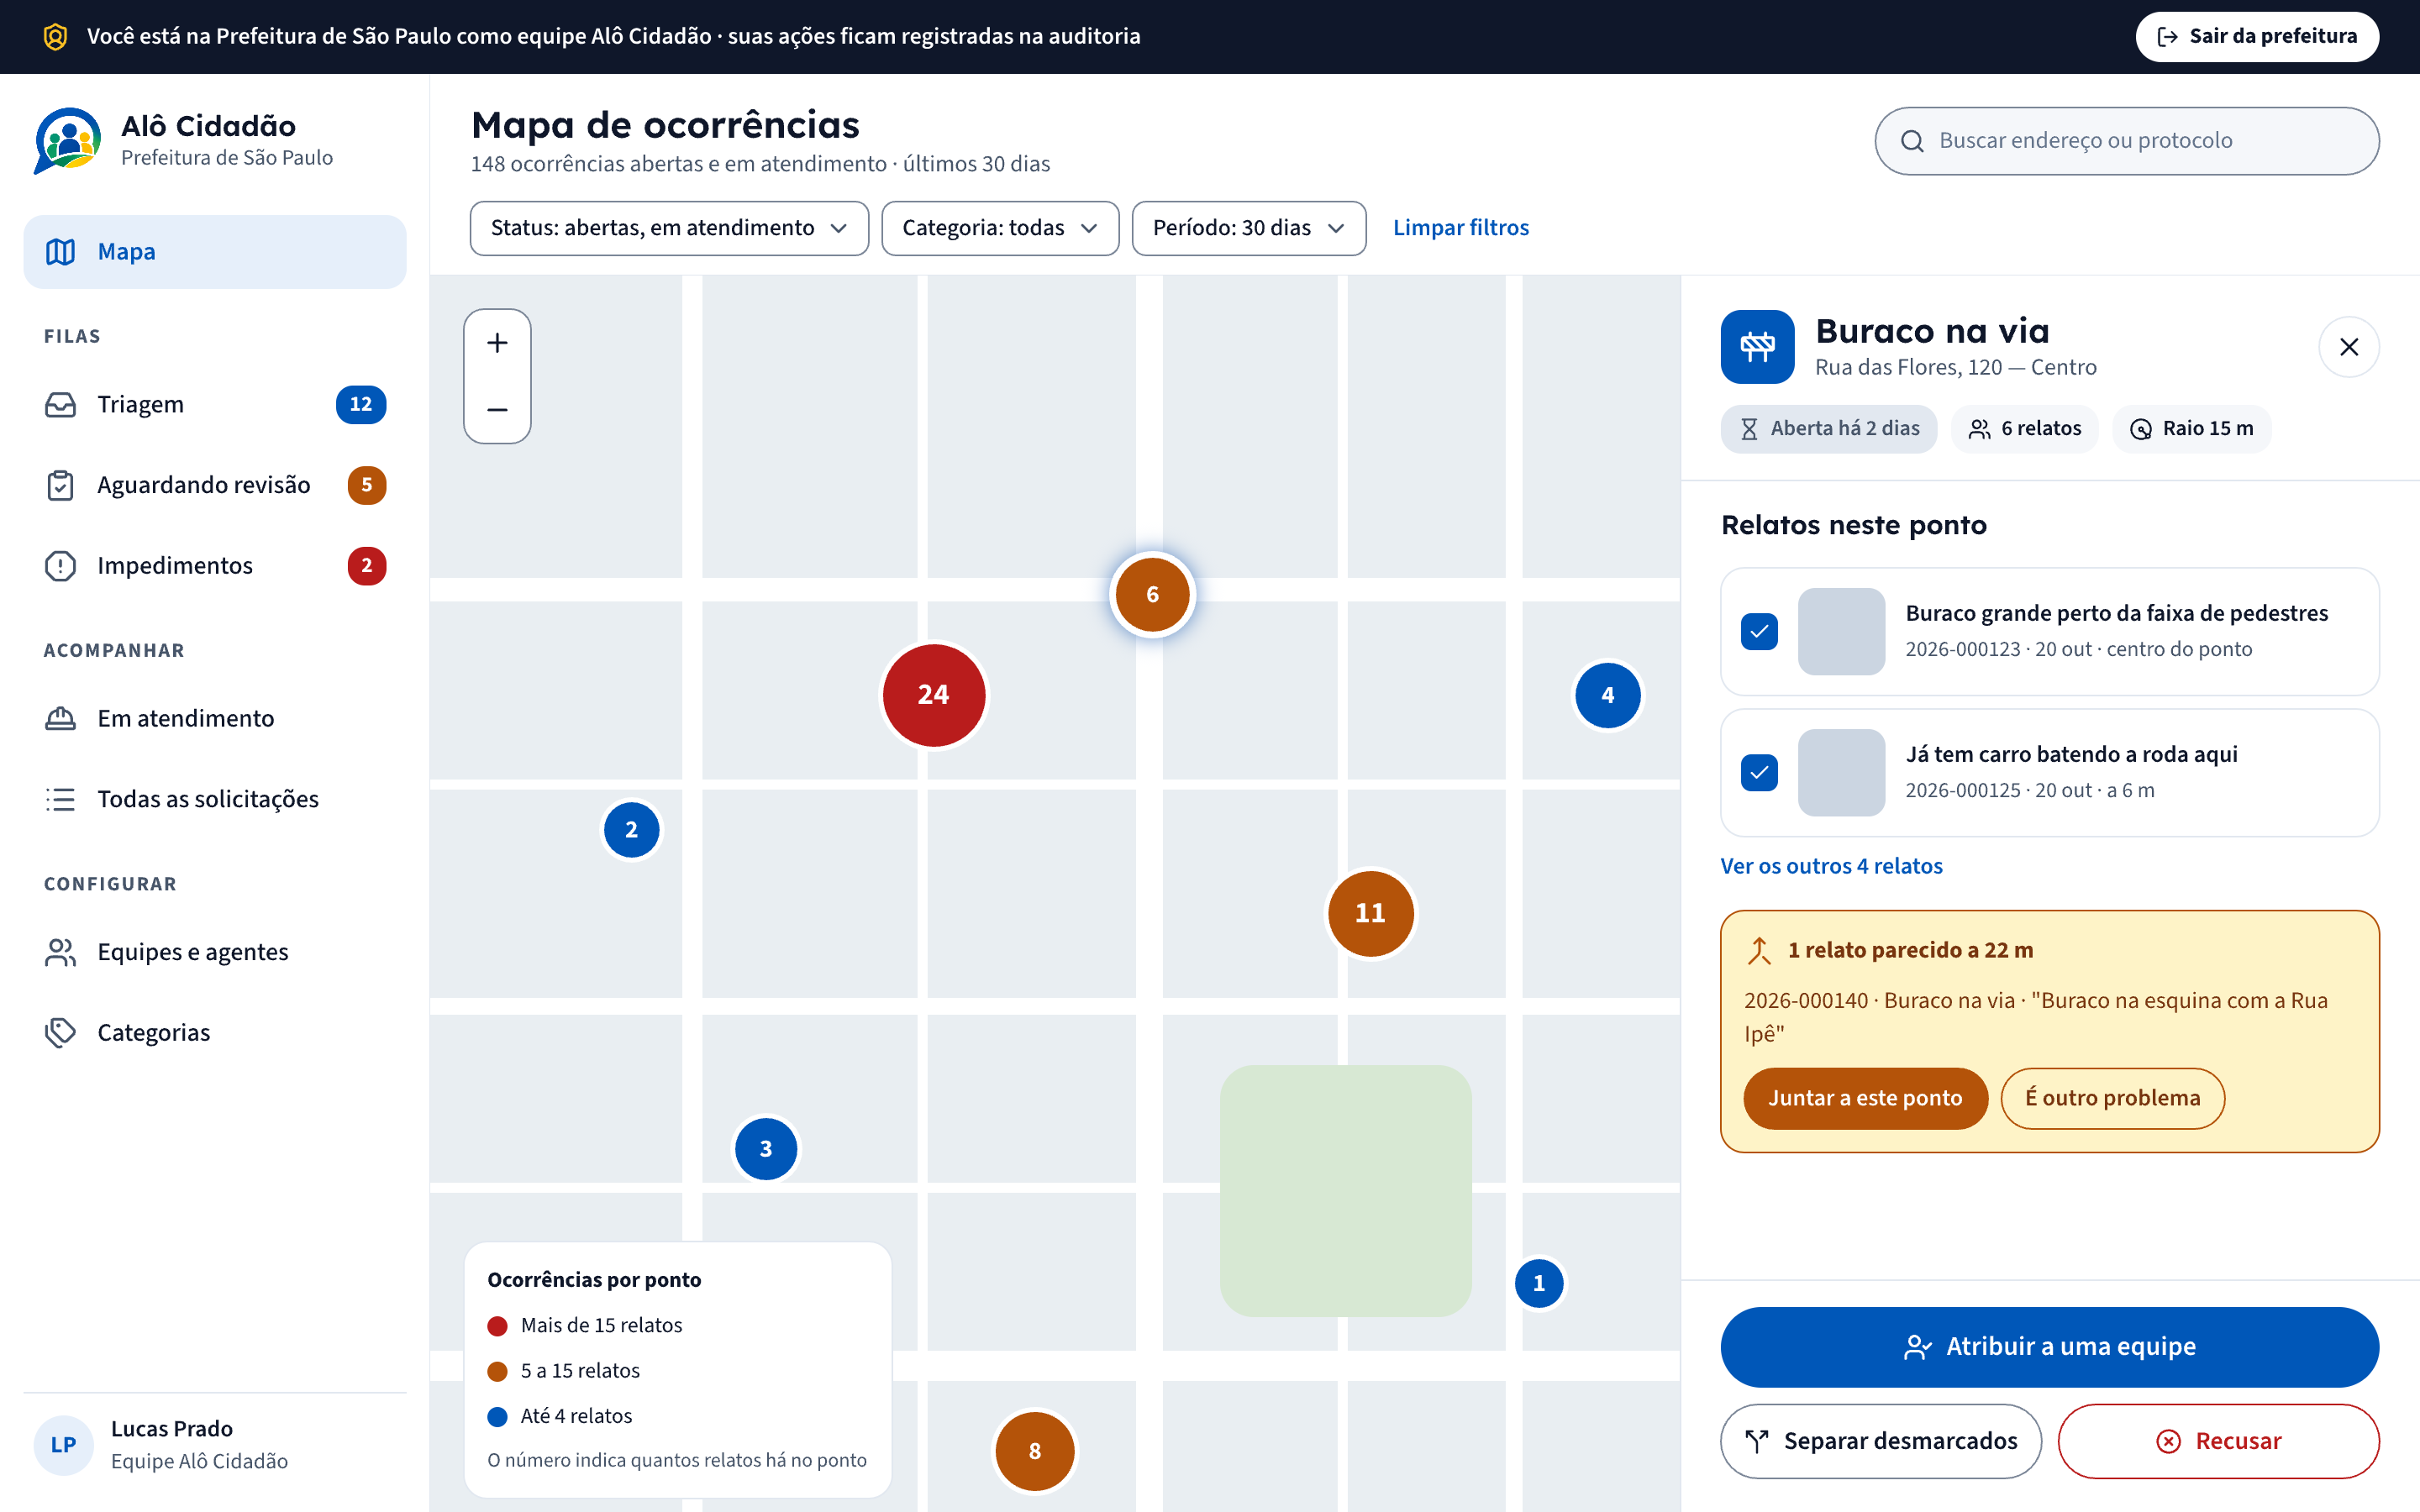 Você está na Prefeitura de São Paulo como equipe Alô Cidadão · suas ações ficam registradas na auditoria
Sair da prefeitura
Alô Cidadão
Prefeitura de São Paulo
Mapa
FILAS
Triagem
12
Aguardando revisão
5
Impedimentos
2
ACOMPANHAR
Em atendimento
Todas as solicitações
CONFIGURAR
Equipes e agentes
Categorias
LP
Lucas Prado
Equipe Alô Cidadão
Mapa de ocorrências
148 ocorrências abertas e em atendimento · últimos 30 dias
Buscar endereço ou protocolo
Status: abertas, em atendimento
Categoria: todas
Período: 30 dias
Limpar filtros
+
−
6
24
4
2
11
3
1
8
Ocorrências por ponto
Mais de 15 relatos
5 a 15 relatos
Até 4 relatos
O número indica quantos relatos há no ponto
Buraco na via
Rua das Flores, 120 — Centro
Aberta há 2 dias
6 relatos
Raio 15 m
Relatos neste ponto
Buraco grande perto da faixa de pedestres
2026-000123 · 20 out · centro do ponto
Já tem carro batendo a roda aqui
2026-000125 · 20 out · a 6 m
Ver os outros 4 relatos
1 relato parecido a 22 m
2026-000140 · Buraco na via · "Buraco na esquina com a Rua
Ipê"
Juntar a este ponto
É outro problema
Atribuir a uma equipe
Separar desmarcados
Recusar